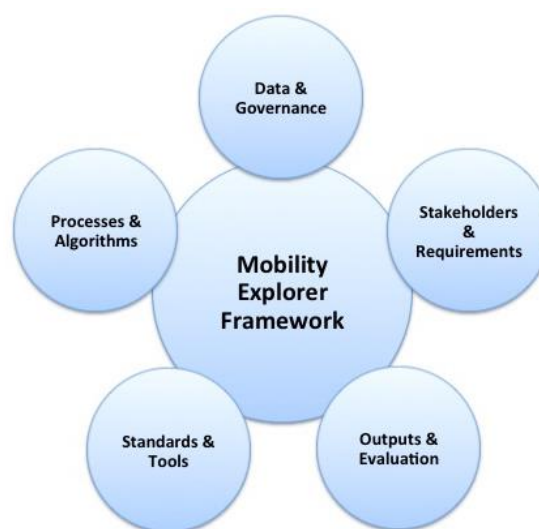 Data &
Governance
Processes &
Algorithms
Stakeholders
&
Requirements
Mobility
Explorer
Framework
Standards &
Tools
Outputs &
Evaluation